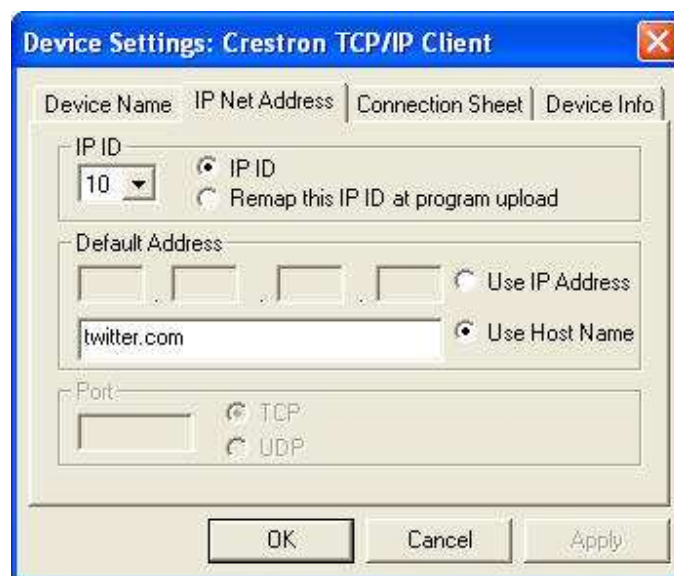 Device Settings: Crestron TCP/IP Client
Device Name IP Net Address Connection Sheet Device Info
IP ID
10 IP ID
Remap this IP ID at program upload
Default Address
. . . Use IP Address
twitter.com Use Host Name
Port
TCP
UDP
OK Cancel Apply